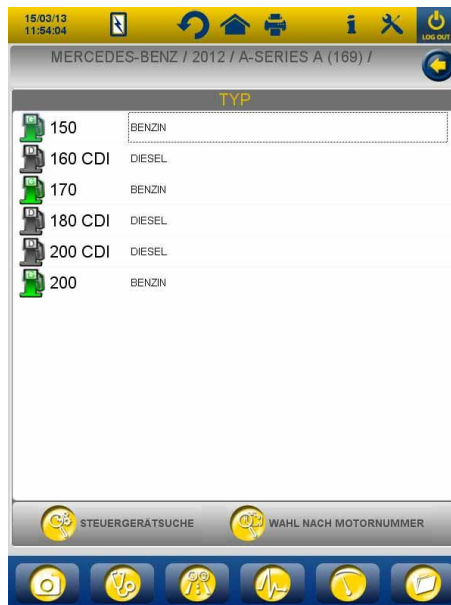 15/03/13
11:54:04
LOG OUT
MERCEDES-BENZ / 2012 / A-SERIES A (169) /
TYP
150 BENZIN
160 CDI DIESEL
170 BENZIN
180 CDI DIESEL
200 CDI DIESEL
200 BENZIN
STEUERGERÄTSUCHE WAHL NACH MOTORNUMMER